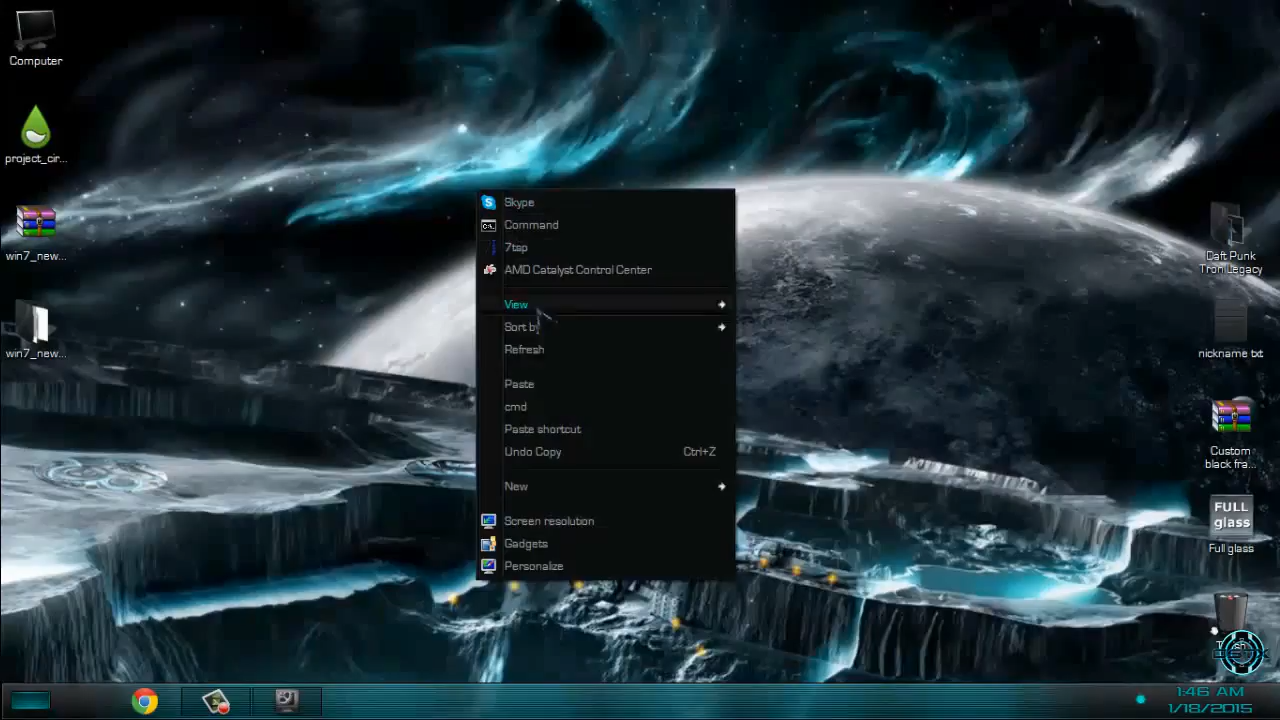 Computer
project_cir...
win7_new...
win7_new...
Skype
Command
7tsp
AMD Catalyst Control Center
View
Sort by
Refresh
Paste
cmd
Paste shortcut
Undo Copy Ctrl+Z
New
Screen resolution
Gadgets
Personalize
Daft Punk
Tron Legacy
nickname txt
Custom
black fra...
FULL
glass
Full glass
1:46 AM
1/18/2015